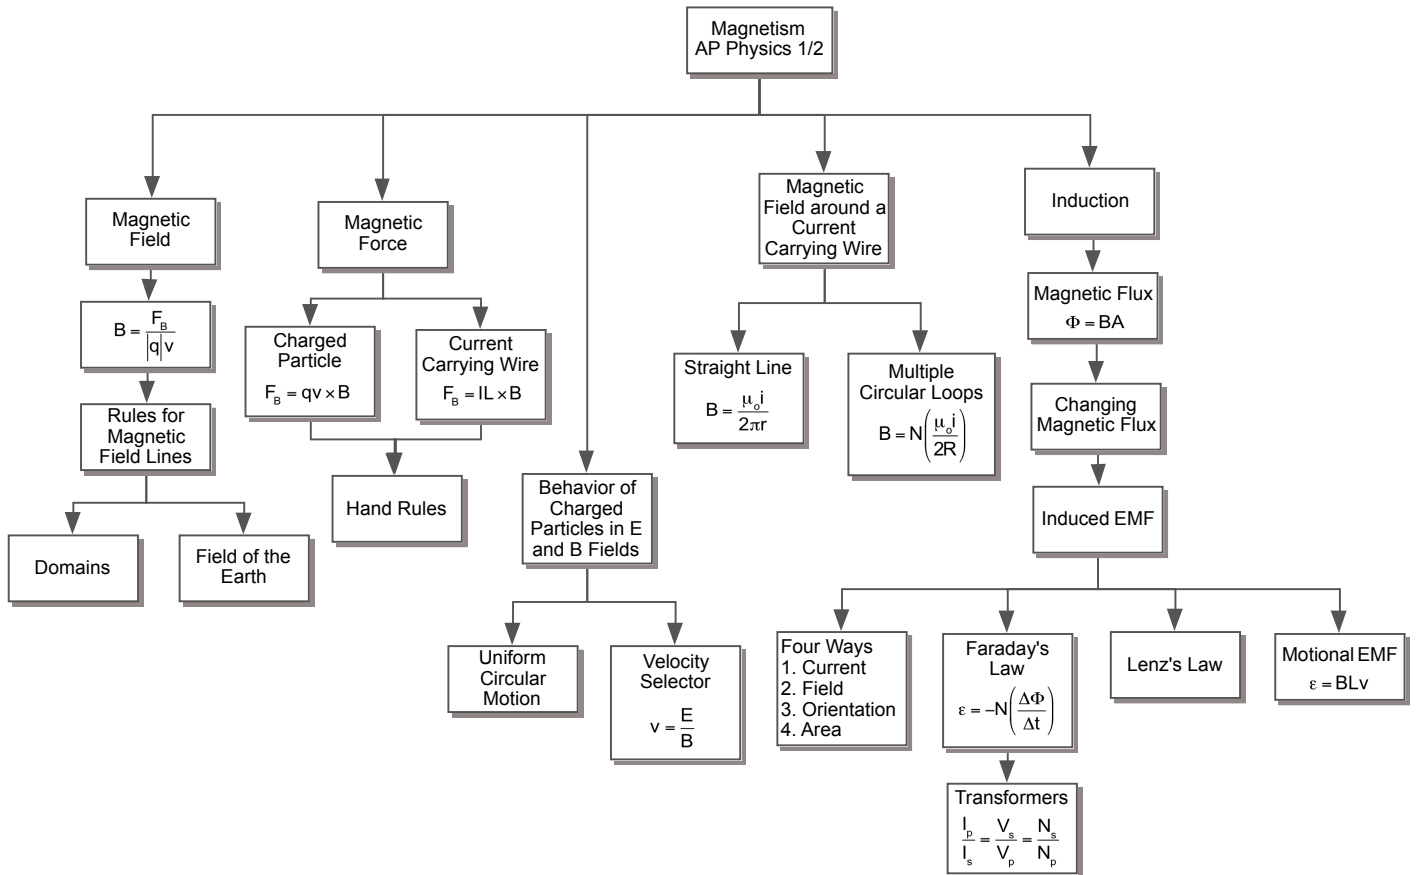 Magnetism
AP Physics 1/2
Magnetic
Field
B = F_B / |q|v
Rules for
Magnetic
Field Lines
Domains
Field of the
Earth
Magnetic
Force
Charged
Particle
F_B = qv × B
Current
Carrying Wire
F_B = IL × B
Hand Rules
Behavior of
Charged
Particles in E
and B Fields
Uniform
Circular
Motion
Velocity
Selector
v = E / B
Magnetic
Field around a
Current
Carrying Wire
Straight Line
B = μ_o i / 2πr
Multiple
Circular Loops
B = N(μ_o i / 2R)
Induction
Magnetic Flux
Φ = BA
Changing
Magnetic Flux
Induced EMF
Four Ways
1. Current
2. Field
3. Orientation
4. Area
Faraday's
Law
ε = –N(ΔΦ / Δt)
Transformers
I_p / I_s = V_s / V_p = N_s / N_p
Lenz's Law
Motional EMF
ε = BLv